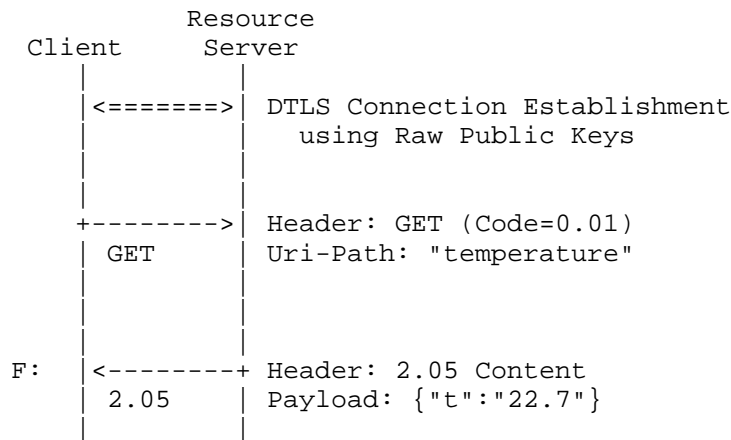 Resource
Client Server
<=======> DTLS Connection Establishment
using Raw Public Keys
+--------> Header: GET (Code=0.01)
GET Uri-Path: "temperature"
F: <--------+ Header: 2.05 Content
2.05 Payload: {"t":"22.7"}